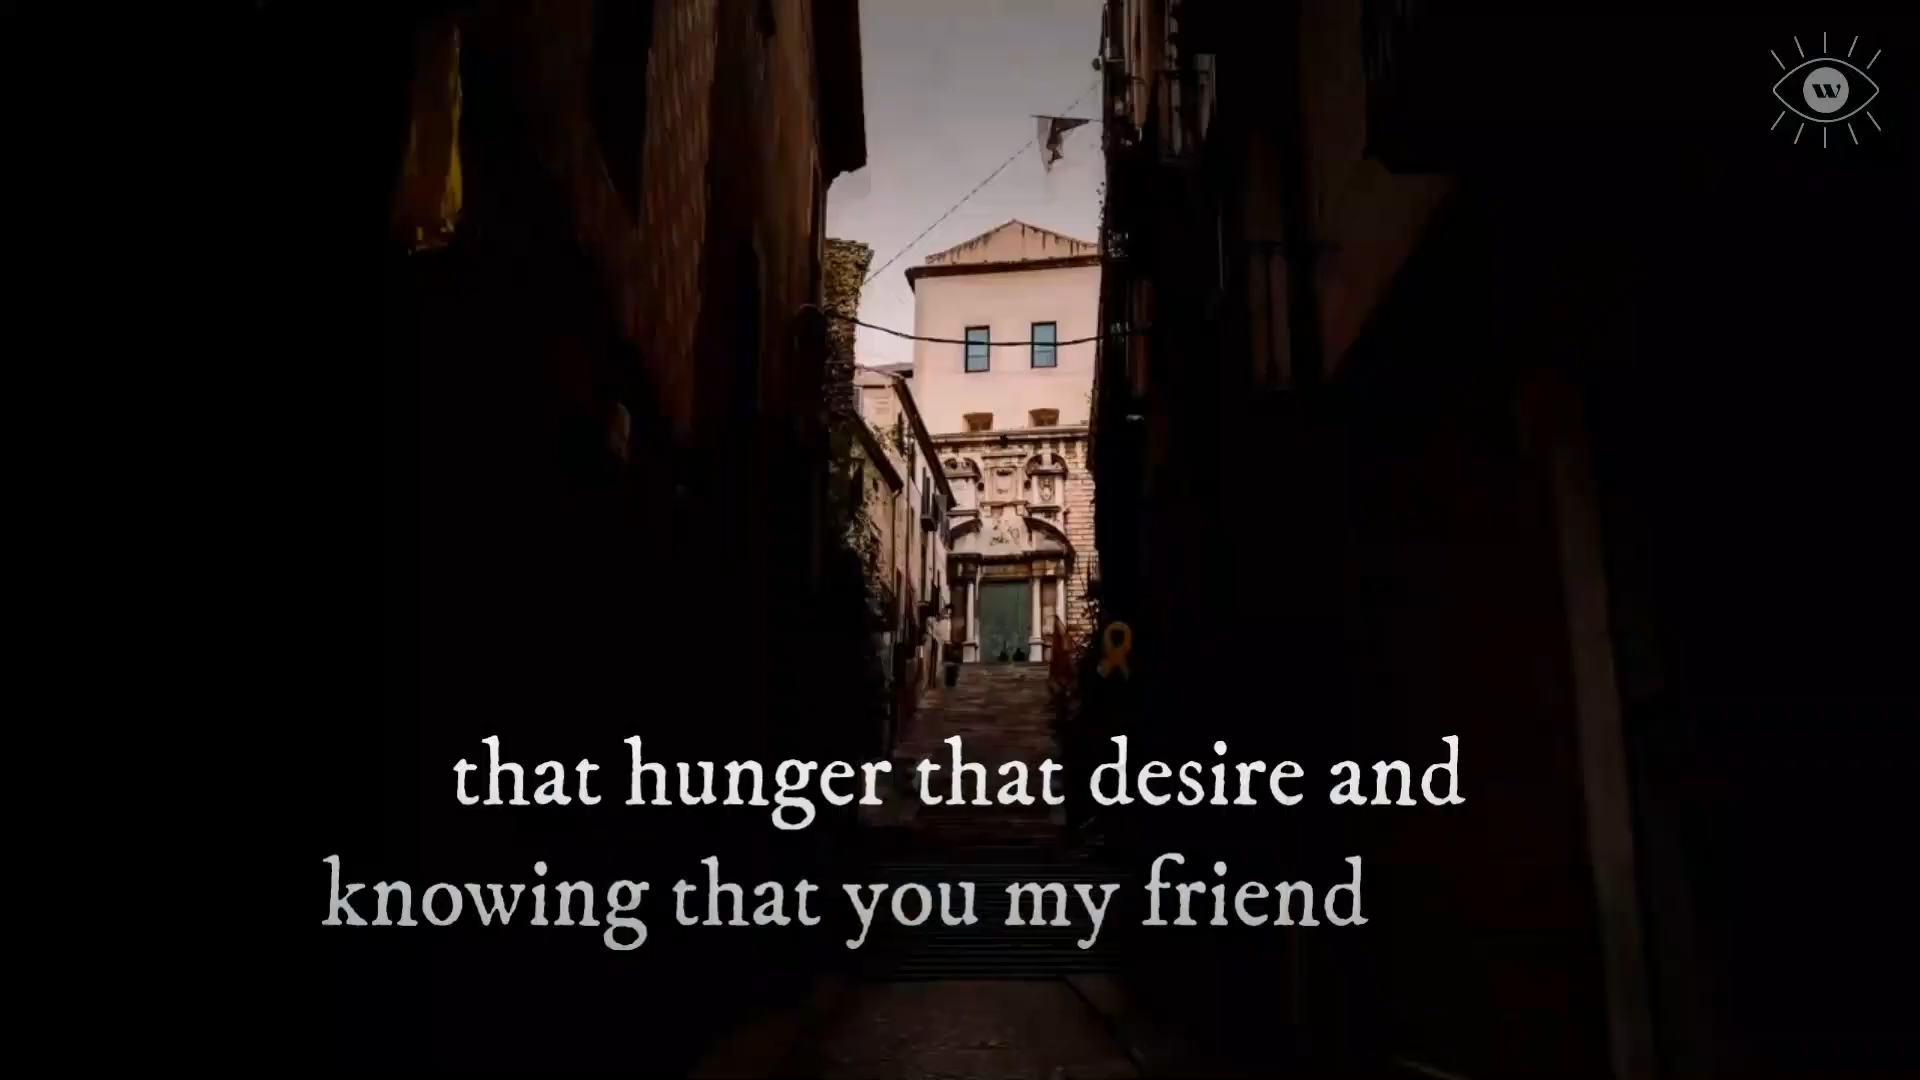 W
that hunger that desire and
knowing that you my friend